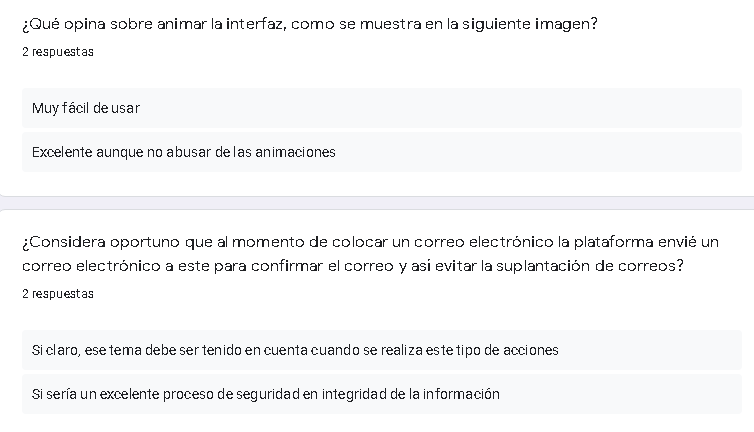 ¿Qué opina sobre animar la interfaz, como se muestra en la siguiente imagen?
2 respuestas
Muy fácil de usar
Excelente aunque no abusar de las animaciones
¿Considera oportuno que al momento de colocar un correo electrónico la plataforma envié un
correo electrónico a este para confirmar el correo y asi evitar la suplantación de correos?
2 respuestas
Si claro, ese tema debe ser tenido en cuenta cuando se realiza este tipo de acciones
Si sería un excelente proceso de seguridad en integridad de la información